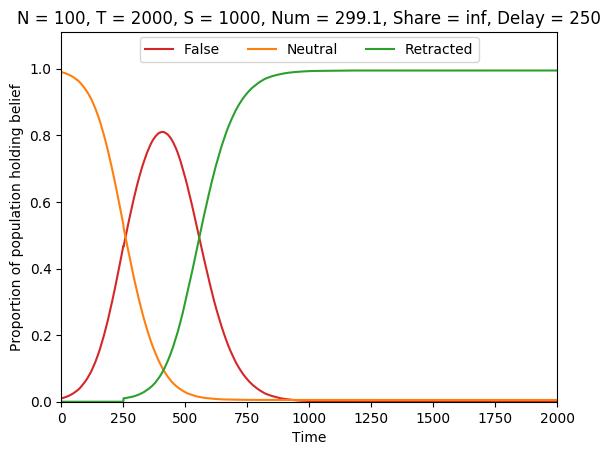 N = 100, T = 2000, S = 1000, Num = 299.1, Share = inf, Delay = 250
False Neutral Retracted
1.0
0.8
0.6
0.4
0.2
0.0
Proportion of population holding belief
0 250 500 750 1000 1250 1500 1750 2000
Time